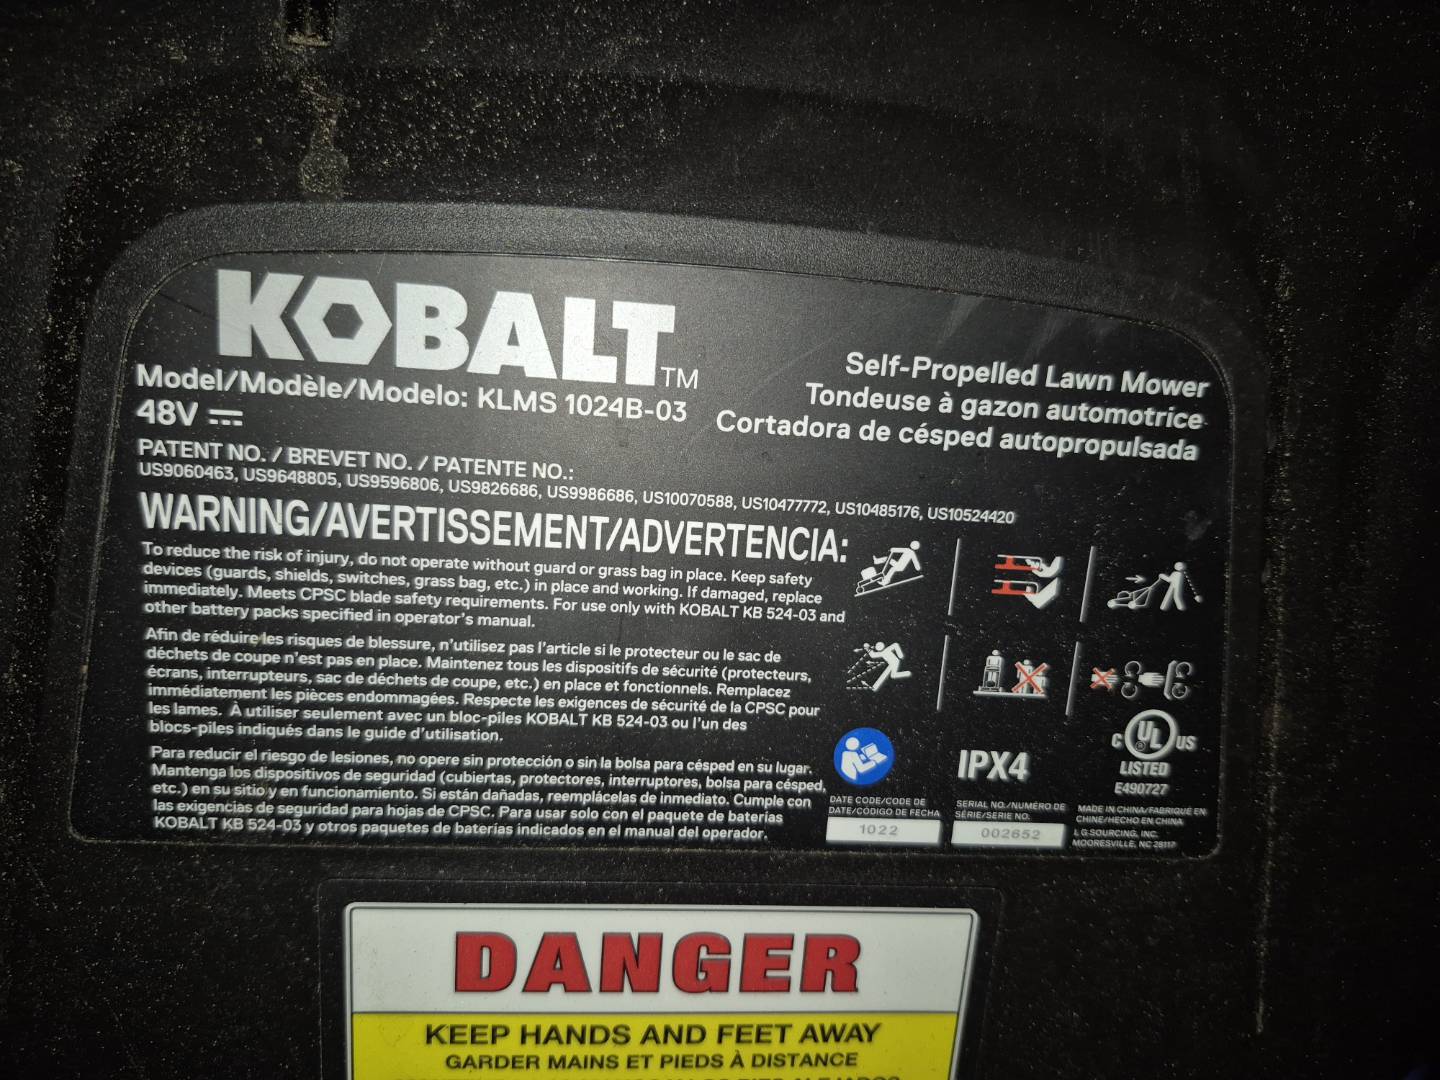 KOBALT™
Model/Modèle/Modelo: KLMS 1024B-03
48V
Self-Propelled Lawn Mower
Tondeuse à gazon automotrice
Cortadora de césped autopropulsada
PATENT NO. / BREVET NO. / PATENTE NO.:
US9060463, US9648805, US9596806, US9826686, US9986686, US10070588, US10477772, US10485176, US10524420
WARNING/AVERTISSEMENT/ADVERTENCIA:
To reduce the risk of injury, do not operate without guard or grass bag in place. Keep safety
devices (guards, shields, switches, grass bag, etc.) in place and working. If damaged, replace
immediately. Meets CPSC blade safety requirements. For use only with KOBALT KB 524-03 and
other battery packs specified in operator's manual.
Afin de réduire les risques de blessure, n'utilisez pas l'article si le protecteur ou le sac de
déchets de coupe n'est pas en place. Maintenez tous les dispositifs de sécurité (protecteurs,
écrans, interrupteurs, sac de déchets de coupe, etc.) en place et fonctionnels. Remplacez
immédiatement les pièces endommagées. Respecte les exigences de sécurité de la CPSC pour
les lames. À utiliser seulement avec un bloc-piles KOBALT KB 524-03 ou l'un des
blocs-piles indiqués dans le guide d'utilisation.
Para reducir el riesgo de lesiones, no opere sin protección o sin la bolsa para césped en su lugar.
Mantenga los dispositivos de seguridad (cubiertas, protectores, interruptores, bolsa para césped,
etc.) en su sitio y en funcionamiento. Si están dañadas, reemplácelas de inmediato. Cumple con
las exigencias de seguridad para hojas de CPSC. Para usar solo con el paquete de baterías
KOBALT KB 524-03 y otros paquetes de baterías indicados en el manual del operador.
IPX4
C UL US
LISTED
E490727
DATE CODE/CODE DE
DATE/CÓDIGO DE FECHA
1022
SERIAL NO./NUMÉRO DE
SÉRIE/SERIE NO.
002652
MADE IN CHINA/FABRIQUÉ EN
CHINE/HECHO EN CHINA
L G SOURCING, INC.
MOORESVILLE, NC 28117
DANGER
KEEP HANDS AND FEET AWAY
GARDER MAINS ET PIEDS À DISTANCE